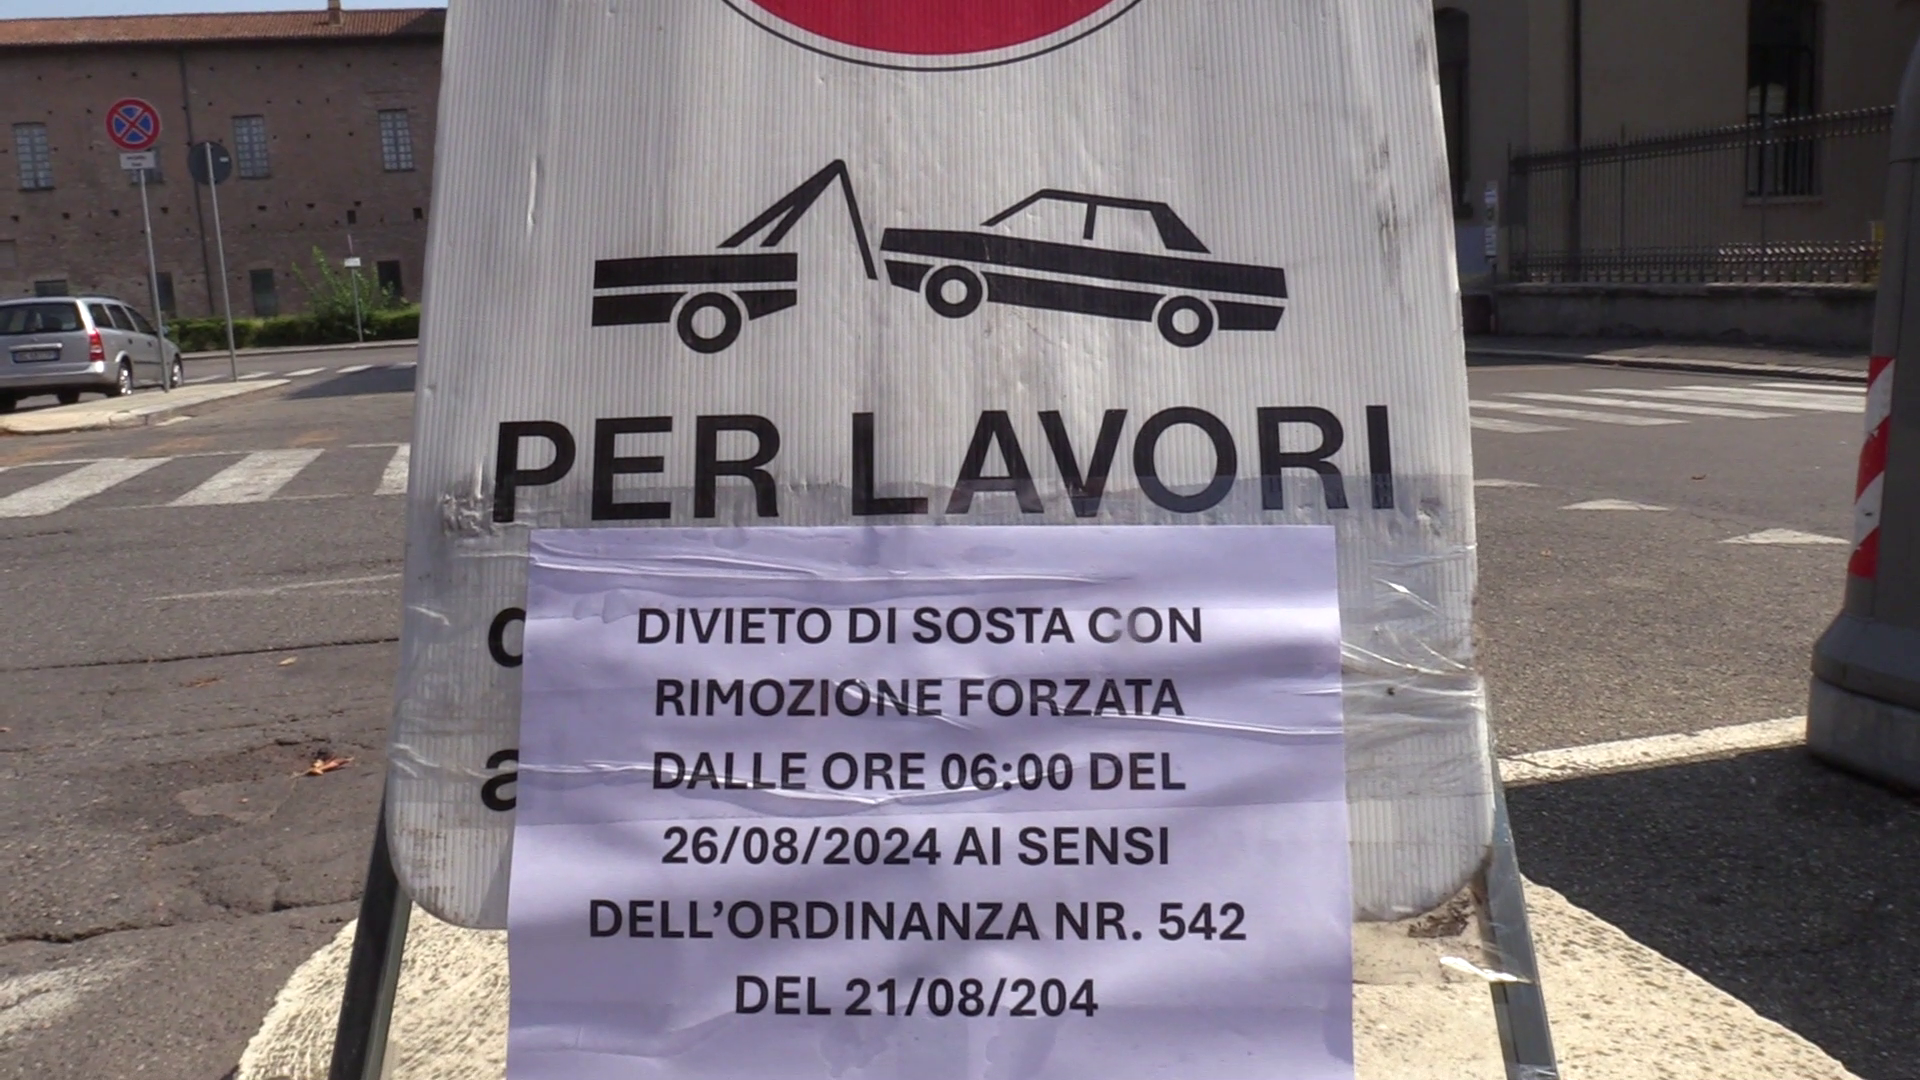 PER LAVORI
d
a
DIVIETO DI SOSTA CON
RIMOZIONE FORZATA
DALLE ORE 06:00 DEL
26/08/2024 AI SENSI
DELL'ORDINANZA NR. 542
DEL 21/08/204